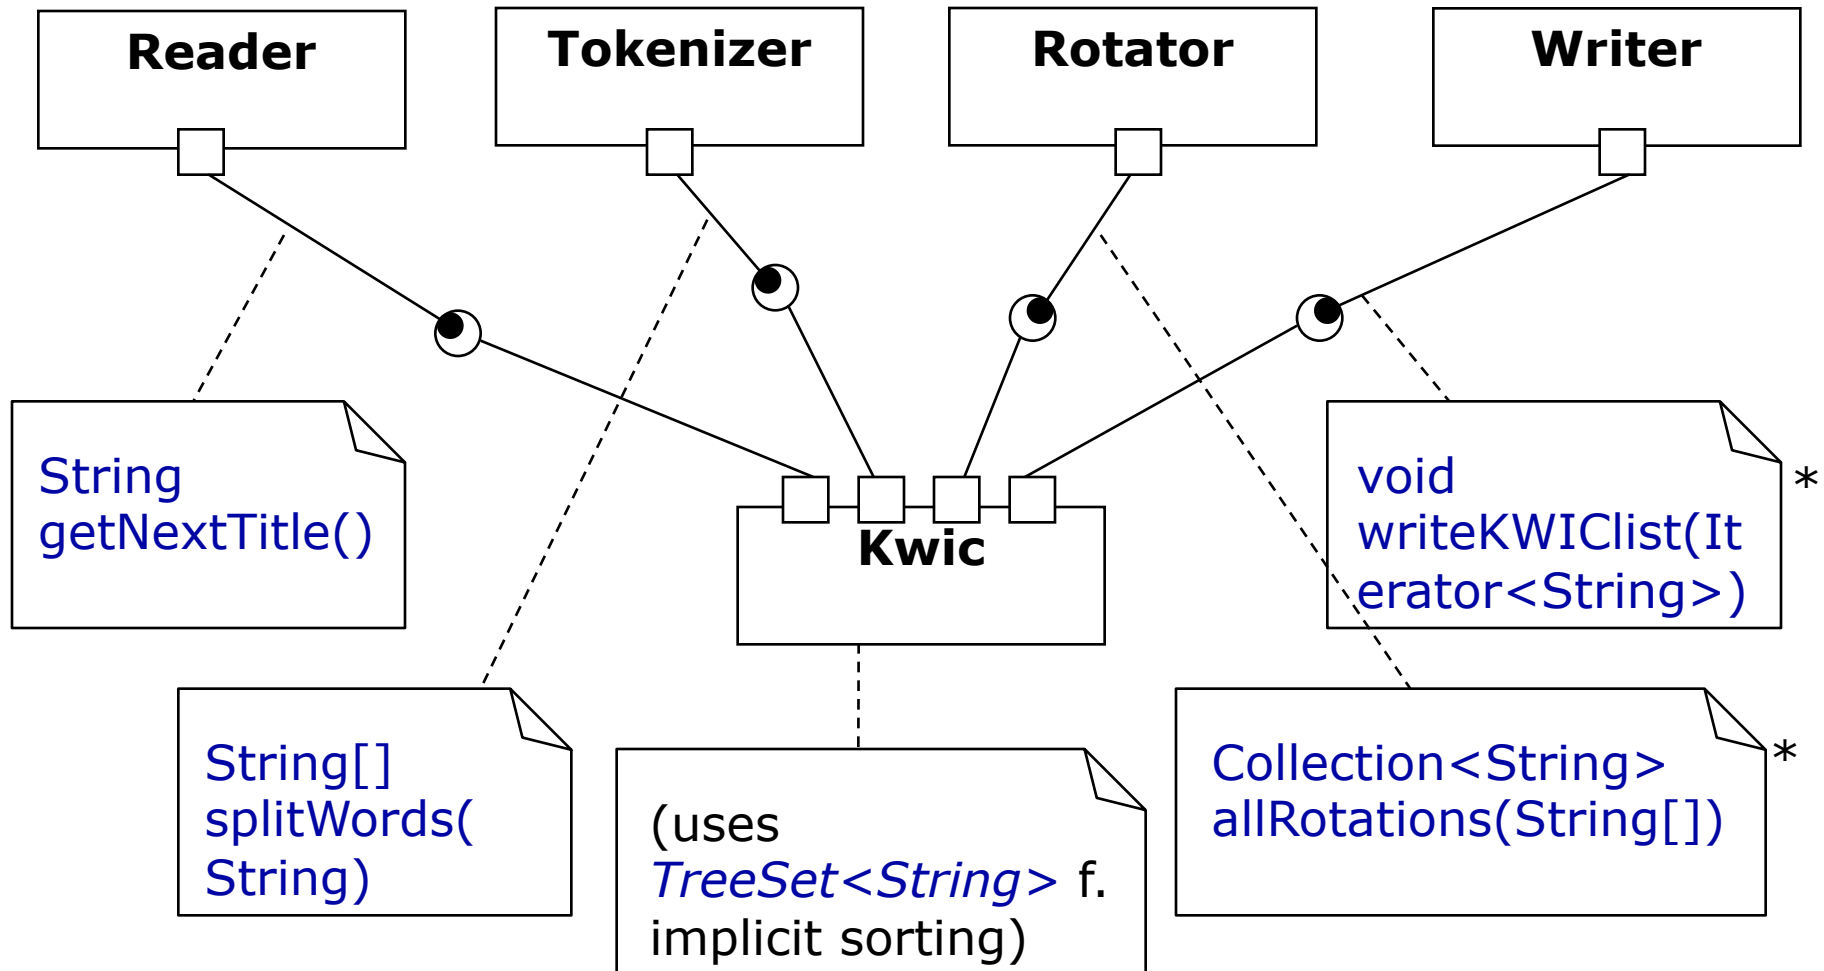 Reader
Tokenizer
Rotator
Writer
String
getNextTitle()
Kwic
void
writeKWIClist(It
erator<String>)
*
String[]
splitWords(
String)
(uses
TreeSet<String> f.
implicit sorting)
Collection<String>
allRotations(String[])
*